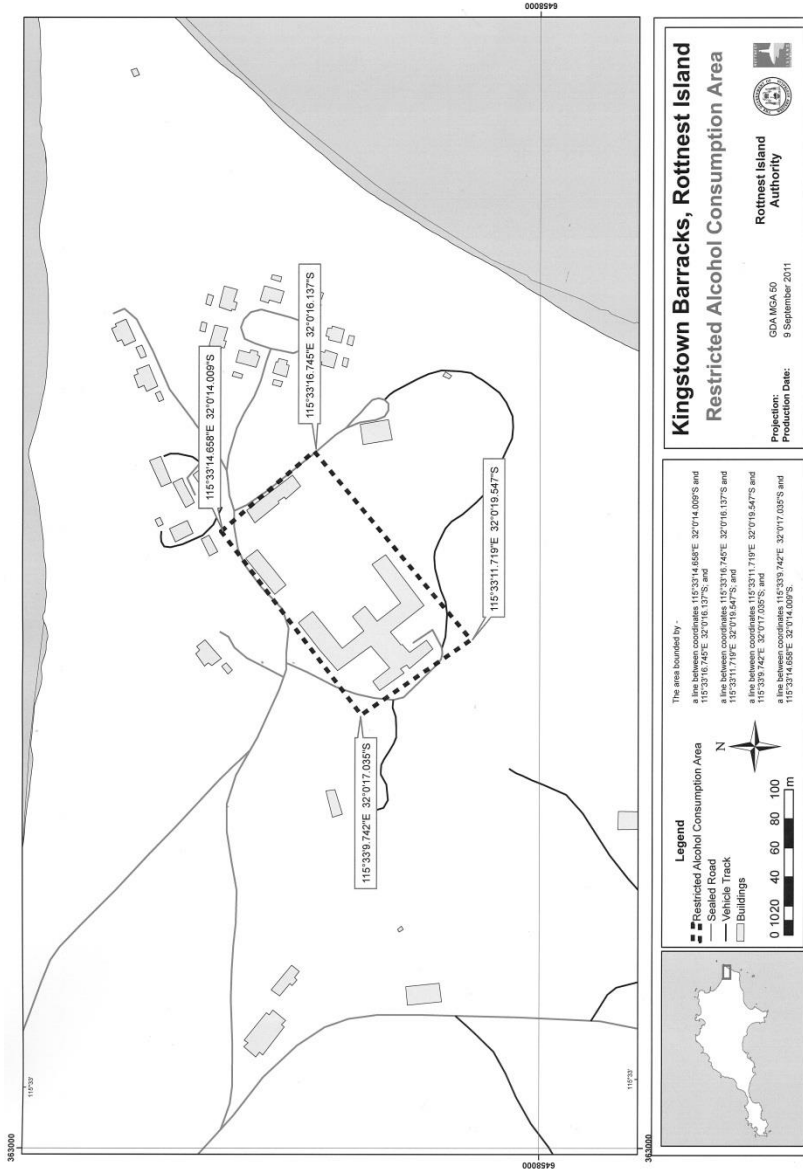 363000
115°33'
6458000
115°33'14.658"E 32°0'14.009"S
115°33'16.745"E 32°0'16.137"S
115°33'9.742"E 32°0'17.035"S
115°33'11.719"E 32°0'19.547"S
363000
115°33'
6458000
Legend
Restricted Alcohol Consumption Area
Sealed Road
Vehicle Track
Buildings
N
0 10 20 40 60 80 100
m
The area bounded by -
a line between coordinates 115°33'14.658"E 32°0'14.009"S and
115°33'16.745"E 32°0'16.137"S; and
a line between coordinates 115°33'16.745"E 32°0'16.137"S and
115°33'11.719"E 32°0'19.547"S; and
a line between coordinates 115°33'11.719"E 32°0'19.547"S and
115°33'9.742"E 32°0'17.035"S; and
a line between coordinates 115°33'9.742"E 32°0'17.035"S and
115°33'14.658"E 32°0'14.009"S.
Kingstown Barracks, Rottnest Island
Restricted Alcohol Consumption Area
Projection: GDA MGA 50
Production Date: 9 September 2011
Rottnest Island
Authority